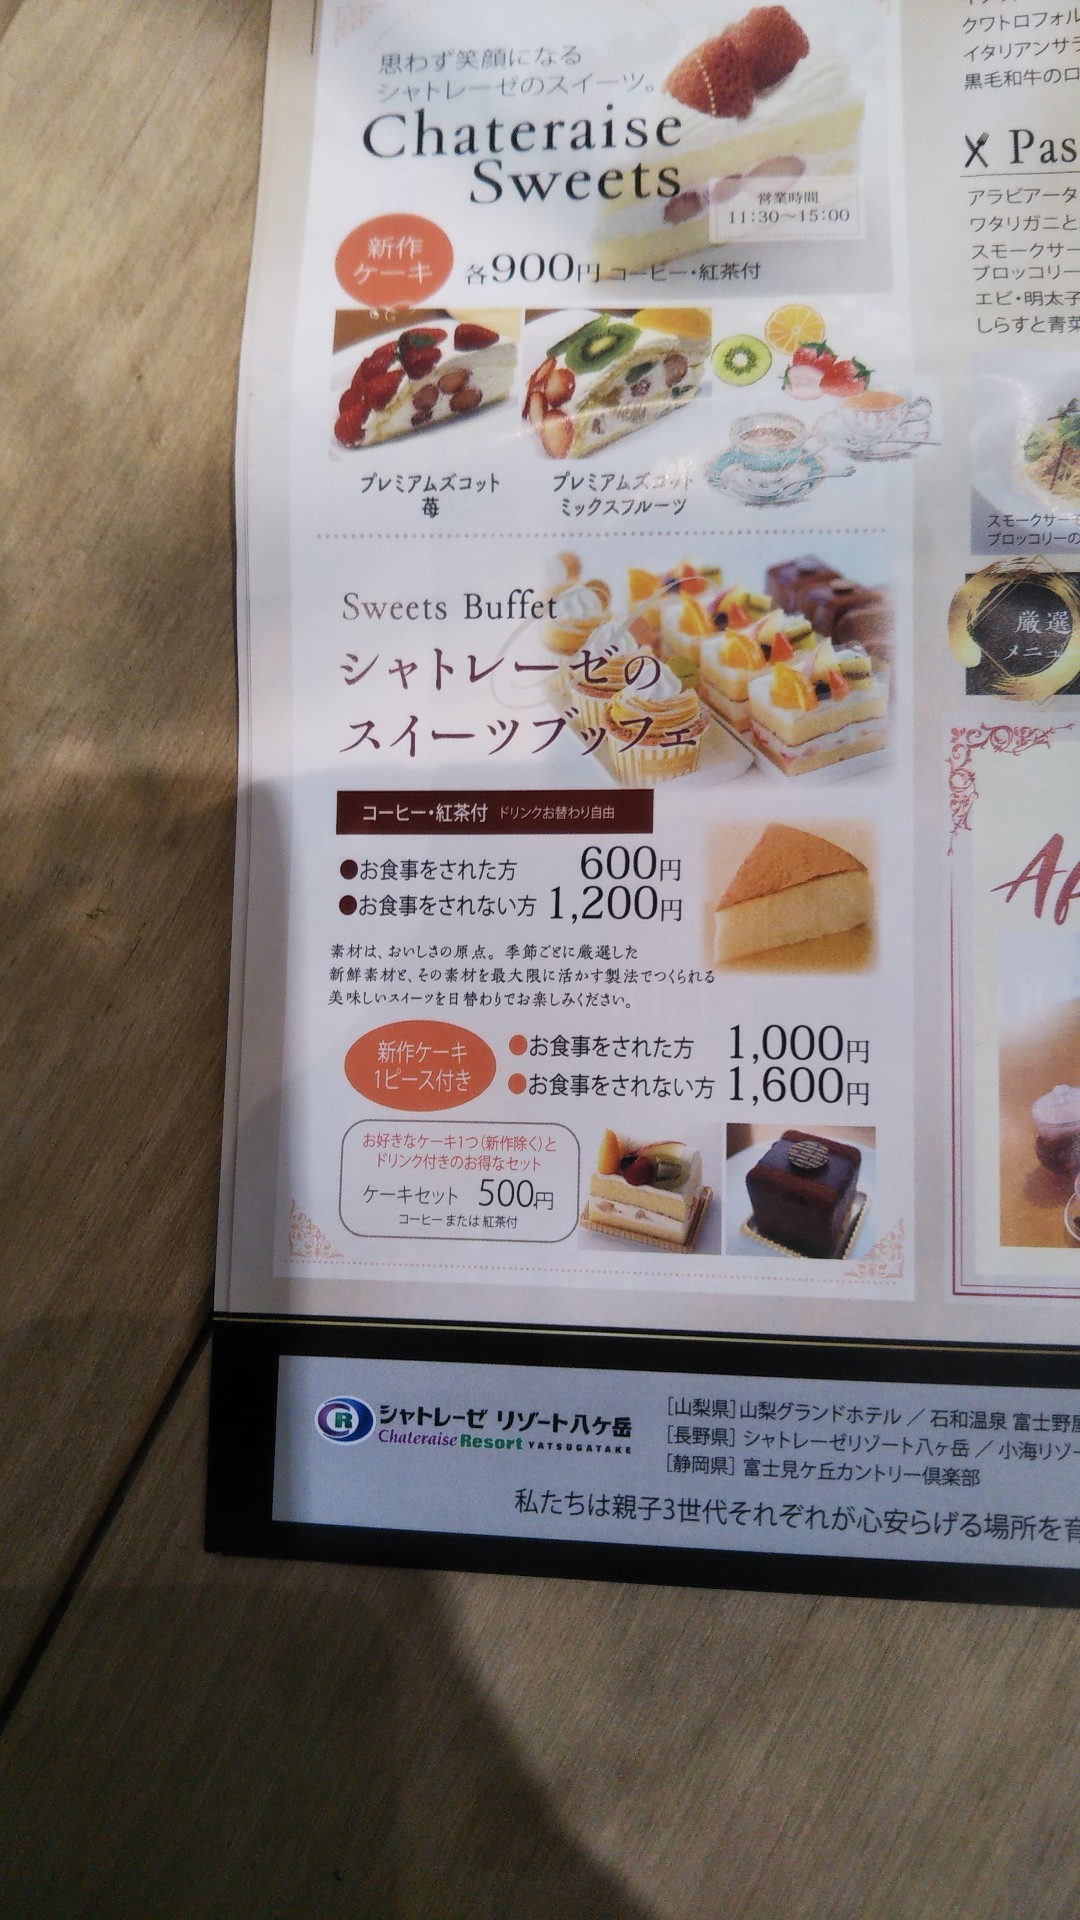 思わず笑顔になる
シャトレーゼのスイーツ。
Chateraise
Sweets
営業時間
11:30〜15:00
新作
ケーキ
各900円 コーヒー・紅茶付
プレミアムズコット
苺
プレミアムズコット
ミックスフルーツ
Sweets Buffet
シャトレーゼの
スイーツブッフェ
コーヒー・紅茶付 ドリンクお替わり自由
●お食事をされた方 600円
●お食事をされない方 1,200円
素材は、おいしさの原点。季節ごとに厳選した
新鮮素材と、その素材を最大限に活かす製法でつくられる
美味しいスイーツを日替わりでお楽しみください。
新作ケーキ
1ピース付き
●お食事をされた方 1,000円
●お食事をされない方 1,600円
お好きなケーキ1つ(新作除く)と
ドリンク付きのお得なセット
ケーキセット 500円
コーヒー または 紅茶付
クワトロフォル
イタリアンサラ
黒毛和牛のロ
Pas
アラビアータ
ワタリガニと
スモークサー
ブロッコリー
エビ・明太子
しらすと青菜
スモークサーモ
ブロッコリーの
厳選
メニュー
Af
R
シャトレーゼ リゾート八ヶ岳
Chateraise Resort YATSUGATAKE
[山梨県] 山梨グランドホテル / 石和温泉 富士野屋
[長野県] シャトレーゼリゾート八ヶ岳 / 小海リゾー
[静岡県] 富士見ケ丘カントリー倶楽部
私たちは親子3世代それぞれが心安らげる場所を育